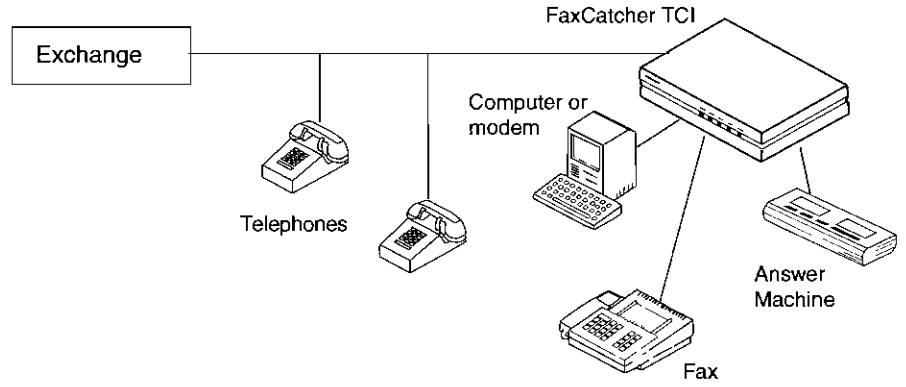 FaxCatcher TCI
Exchange
Computer or
modem
Telephones
Answer
Machine
Fax